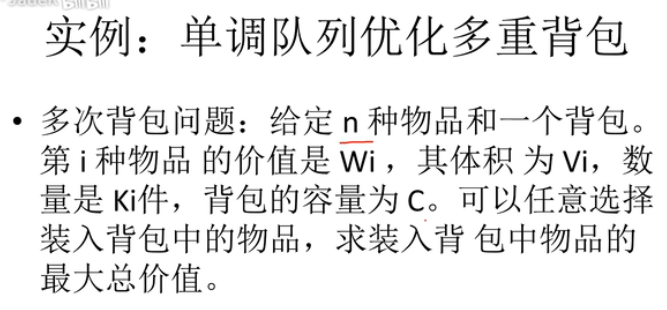 实例：单调队列优化多重背包
• 多次背包问题：给定 n 种物品和一个背包。
第 i 种物品 的价值是 Wi ，其体积 为 Vi，数
量是 Ki件，背包的容量为 C。可以任意选择
装入背包中的物品，求装入背 包中物品的
最大总价值。